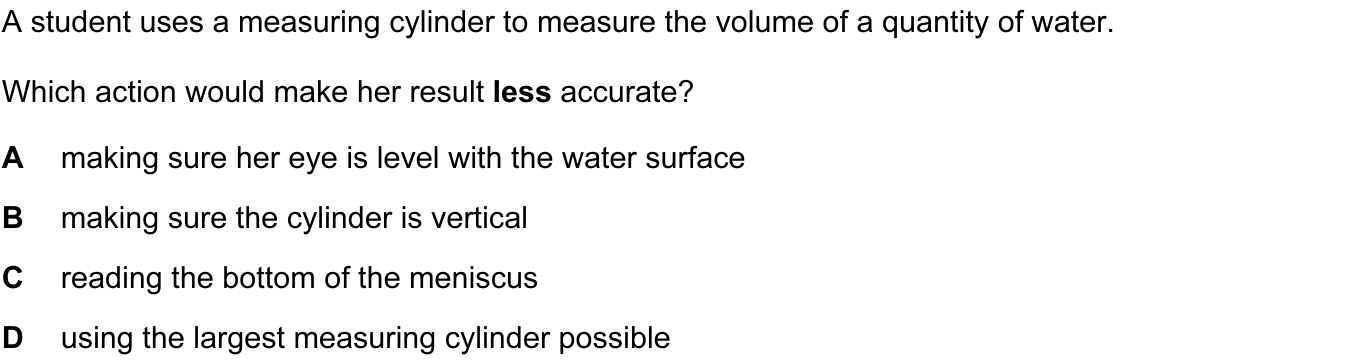 A student uses a measuring cylinder to measure the volume of a quantity of water.
Which action would make her result less accurate?
A making sure her eye is level with the water surface
B making sure the cylinder is vertical
C reading the bottom of the meniscus
D using the largest measuring cylinder possible